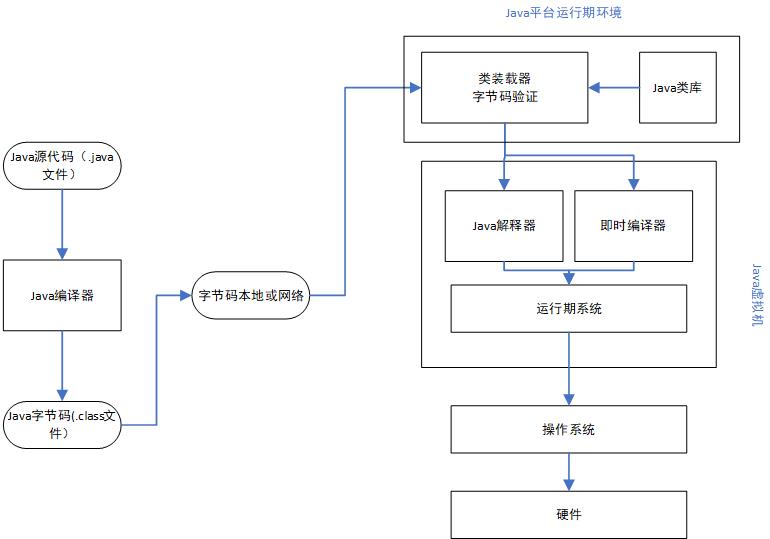 Java平台运行期环境
类装载器
字节码验证
Java类库
Java源代码（.java
文件）
Java解释器
即时编译器
Java编译器
字节码本地或网络
运行期系统
Java虚拟机
Java字节码(.class文
件）
操作系统
硬件